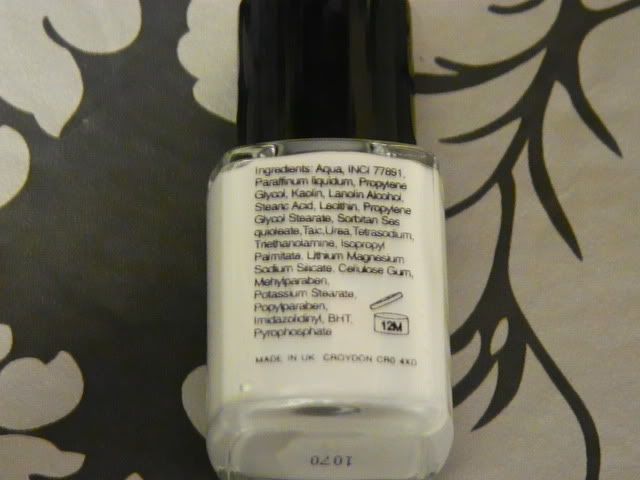 Ingredients: Aqua, INCI 77891,
Paraffinum liquidum, Propylene
Glycol, Kaolin, Lanolin Alcohol,
Stearic Acid, Lecithin, Propylene
Glycol Stearate, Sorbitan Ses
quioleate,Talc,Urea,Tetrasodium,
Triethanolamine, Isopropyl
Palmitate, Lithium Magnesium
Sodium Silicate, Cellulose Gum,
Methylparaben,
Potassium Stearate,
Popylparaben,
Imidazolidinyl, BHT,
Pyrophosphate
12M
MADE IN UK CROYDON CR0 4XD
1070